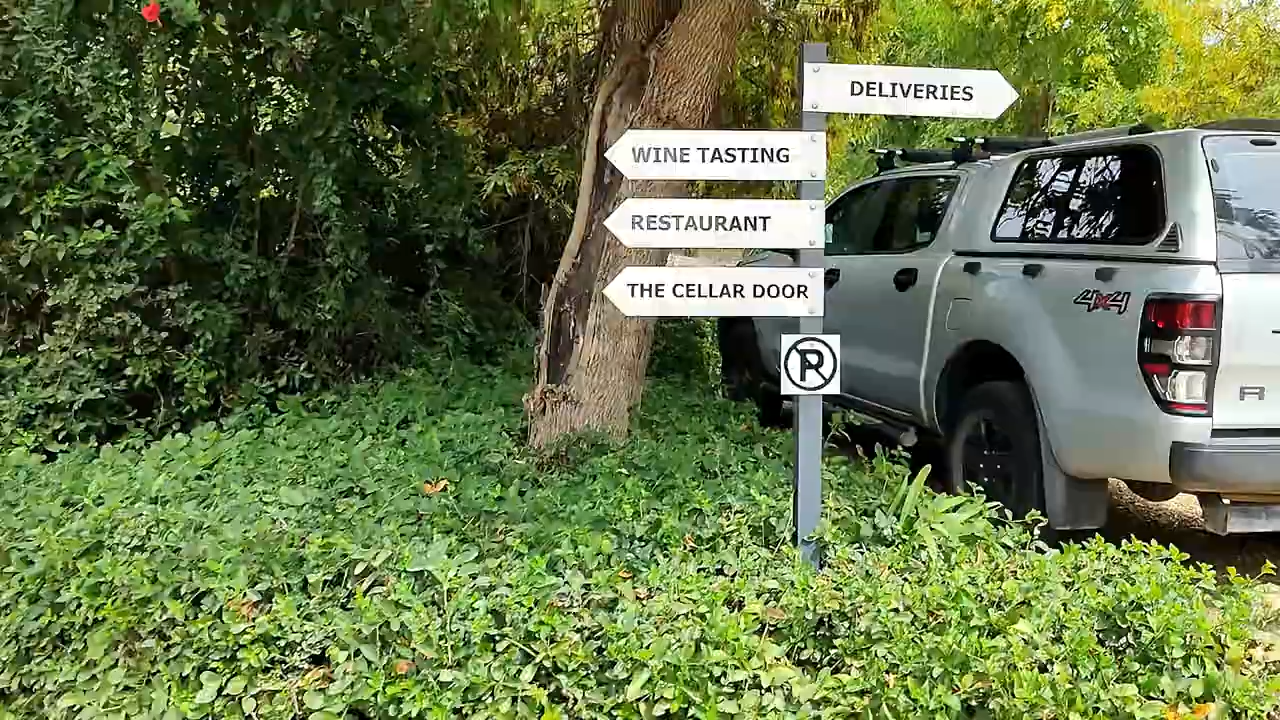 DELIVERIES
WINE TASTING
RESTAURANT
THE CELLAR DOOR
P
4x4
R